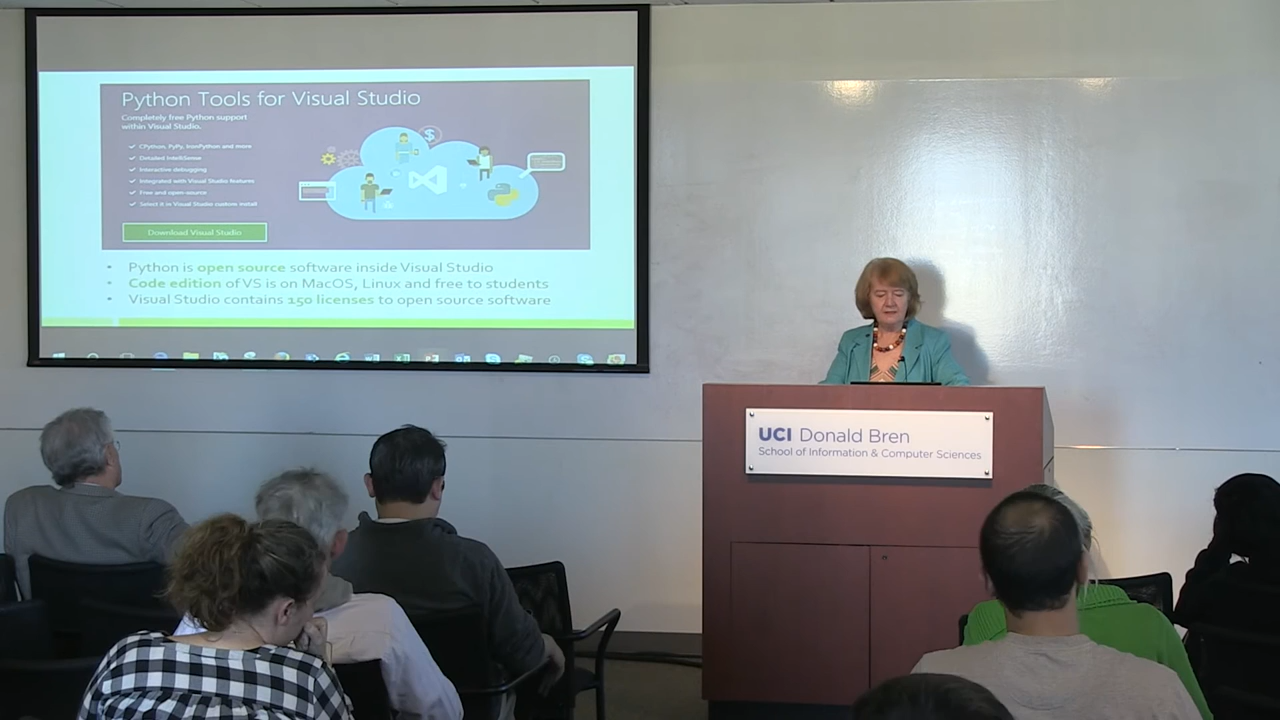 Python Tools for Visual Studio
Completely free Python support
within Visual Studio.
CPython, PyPy, IronPython and more
Detailed IntelliSense
Interactive debugging
Integrated with Visual Studio features
Free and open-source
Select it in Visual Studio custom install
Download Visual Studio
• Python is open source software inside Visual Studio
• Code edition of VS is on MacOS, Linux and free to students
• Visual Studio contains 150 licenses to open source software
UCI Donald Bren
School of Information & Computer Sciences